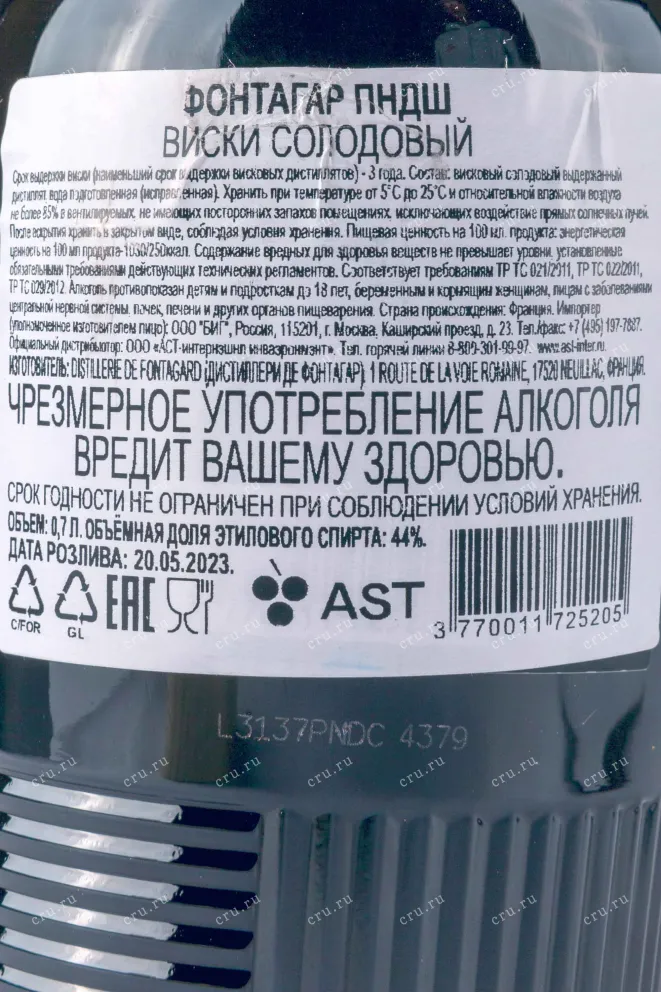 ФОНТАГАР ПНДШ
ВИСКИ СОЛОДОВЫЙ
Срок выдержки виски (наименьший срок выдержки висковых дистиллятов) - 3 года. Состав: висковый солодовый выдержанный
дистиллят, вода подготовленная (исправленная). Хранить при температуре от 5°С до 25°С и относительной влажности воздуха
не более 85% в вентилируемых, не имеющих посторонних запахов помещениях, исключающих воздействие прямых солнечных лучей.
После вскрытия хранить в закрытом виде, соблюдая условия хранения. Пищевая ценность на 100 мл. продукта: энергетическая
ценность на 100 мл продукта-1030/250ккал. Содержание вредных для здоровья веществ не превышает уровни, установленные
обязательными требованиями действующих технических регламентов. Соответствует требованиям ТР ТС 021/2011, ТР ТС 022/2011,
ТР ТС 029/2012. Алкоголь противопоказан детям и подросткам до 18 лет, беременным и кормящим женщинам, лицам с заболеваниями
центральной нервной системы, почек, печени и других органов пищеварения. Страна происхождения: Франция. Импортер
(уполномоченное изготовителем лицо): ООО "БИГ", Россия, 115201, г. Москва, Каширский проезд, д. 23. Тел./факс: +7 (495) 197-7887.
Официальный дистрибьютор: ООО «АСТ-интернэшнл инваэронмэнт». Тел. горячей линии 8-800-301-99-97. www.ast-inter.ru.
ИЗГОТОВИТЕЛЬ: DISTILLERIE DE FONTAGARD (ДИСТИЛЛЕРИ ДЕ ФОНТАГАР), 1 ROUTE DE LA VOIE ROMAINE, 17520 NEUILLAC, ФРАНЦИЯ.
ЧРЕЗМЕРНОЕ УПОТРЕБЛЕНИЕ АЛКОГОЛЯ
ВРЕДИТ ВАШЕМУ ЗДОРОВЬЮ.
СРОК ГОДНОСТИ НЕ ОГРАНИЧЕН ПРИ СОБЛЮДЕНИИ УСЛОВИЙ ХРАНЕНИЯ.
ОБЪЕМ: 0,7 Л. ОБЪЁМНАЯ ДОЛЯ ЭТИЛОВОГО СПИРТА: 44%.
ДАТА РОЗЛИВА: 20.05.2023.
C/FOR GL EAC AST
3 770011 725205
L3137PNDC 4379
cru.ru